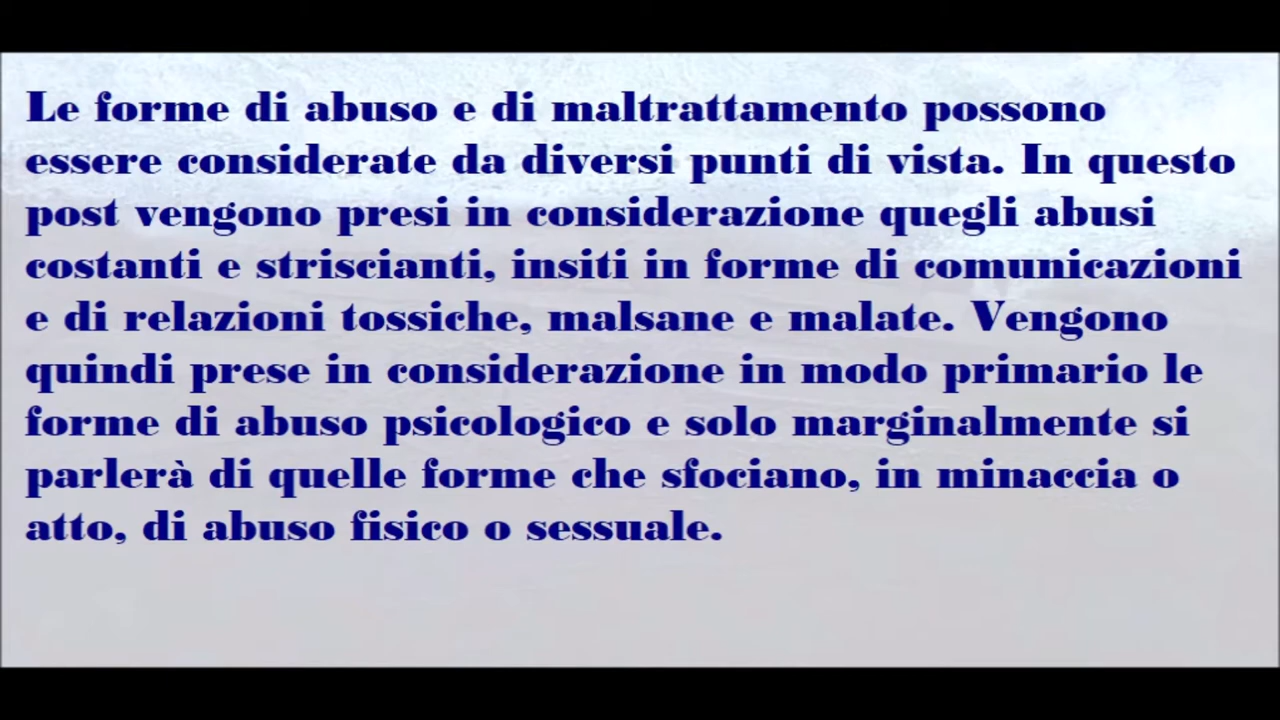 Le forme di abuso e di maltrattamento possono
essere considerate da diversi punti di vista. In questo
post vengono presi in considerazione quegli abusi
costanti e striscianti, insiti in forme di comunicazioni
e di relazioni tossiche, malsane e malate. Vengono
quindi prese in considerazione in modo primario le
forme di abuso psicologico e solo marginalmente si
parlerà di quelle forme che sfociano, in minaccia o
atto, di abuso fisico o sessuale.